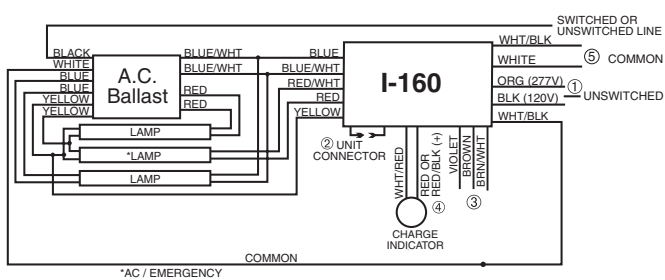 SWITCHED OR
UNSWITCHED LINE
BLACK
WHITE
BLUE
BLUE
YELLOW
YELLOW
A.C.
Ballast
BLUE/WHT
BLUE/WHT
RED
RED
BLUE
BLUE/WHT
RED/WHT
RED
YELLOW
I-160
WHT/BLK
WHITE
⑤ COMMON
ORG (277V)
①
BLK (120V)
UNSWITCHED
WHT/BLK
LAMP
*LAMP
LAMP
② UNIT
CONNECTOR
WHT/RED
RED OR
RED/BLK (+)
④
VIOLET
BROWN
BRN/WHT
③
CHARGE
INDICATOR
COMMON
*AC / EMERGENCY